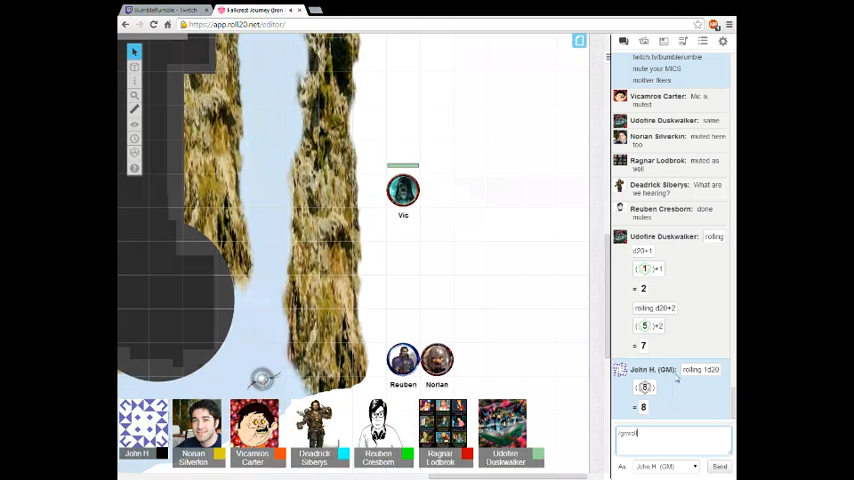 BumbleRumble - Twitch
Fallcrest Journey (Iron
https://app.roll20.net/editor/
twitch.tv/bumblerumble
mute your MICS
mother fkers
Vicamros Carter: Mic is
muted
Udofire Duskwalker: same
Norian Silverkin: muted here
too
Ragnar Lodbrok: muted as
well
Deadrick Siberys: What are
we hearing?
Reuben Cresborn: done
mutes
Udofire Duskwalker: rolling
d20+1
(1)+1
= 2
rolling d20+2
(5)+2
= 7
John H. (GM): rolling 1d20
(8)
= 8
/gmroll
As: John H. (GM)
Send
Vic
Reuben
Norian
John H
Norian
Silverkin
Vicamros
Carter
Deadrick
Siberys
Reuben
Cresborn
Ragnar
Lodbrok
Udofire
Duskwalker